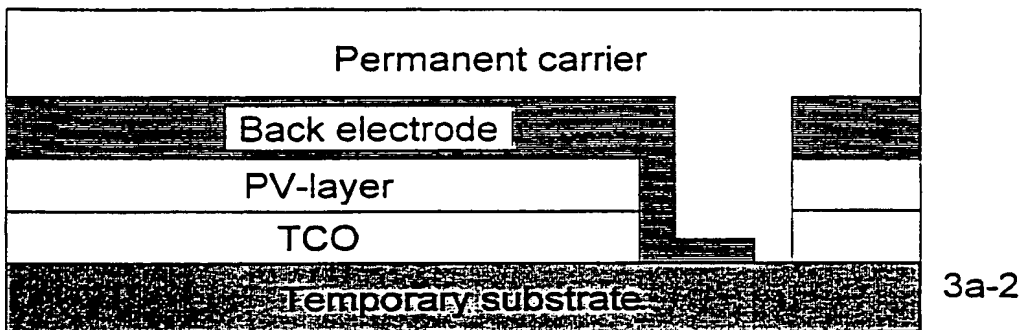 Permanent carrier
Back electrode
PV-layer
TCO
Temporary substrate
3a-2